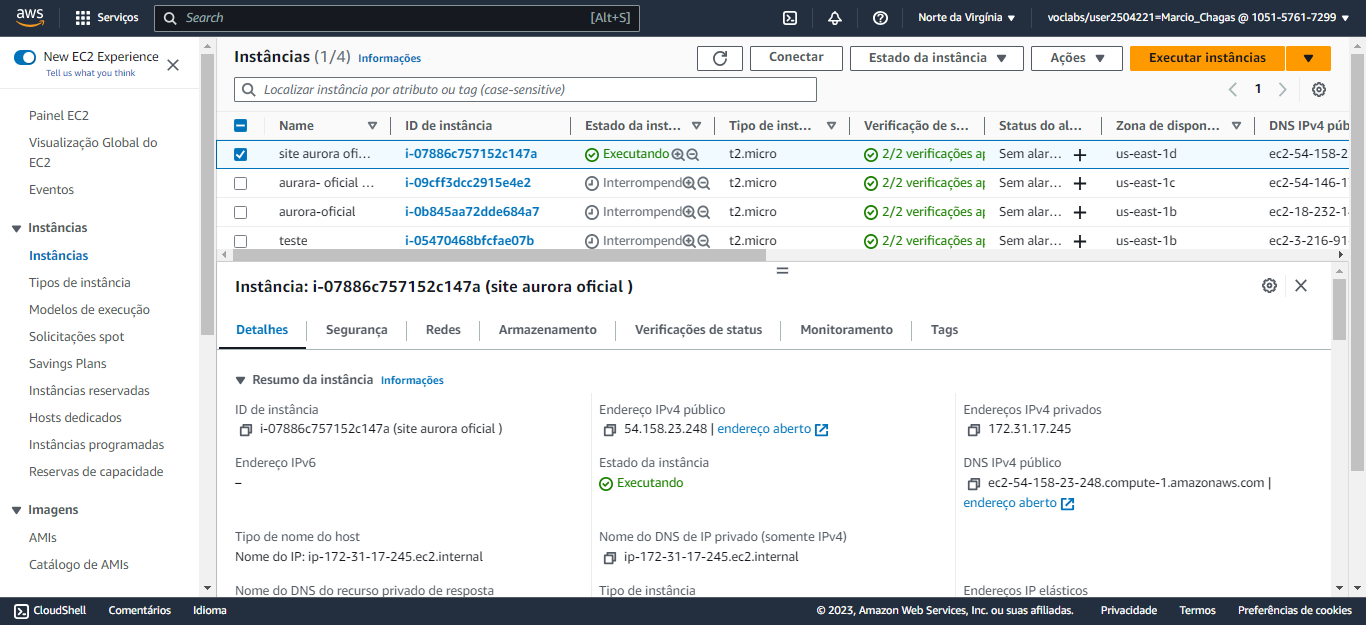 aws
Serviços
Search
[Alt+S]
Norte da Virgínia
voclabs/user2504221=Marcio_Chagas @ 1051-5761-7299
New EC2 Experience
Tell us what you think
Painel EC2
Visualização Global do
EC2
Eventos
Instâncias
Instâncias
Tipos de instância
Modelos de execução
Solicitações spot
Savings Plans
Instâncias reservadas
Hosts dedicados
Instâncias programadas
Reservas de capacidade
Imagens
AMIs
Catálogo de AMIs
Instâncias (1/4) Informações
Conectar
Estado da instância
Ações
Executar instâncias
Localizar instância por atributo ou tag (case-sensitive)
1
Name ID de instância Estado da inst... Tipo de inst... Verificação de s... Status do al... Zona de dispon... DNS IPv4 púb
site aurora ofi... i-07886c757152c147a Executando t2.micro 2/2 verificações ap Sem alar... us-east-1d ec2-54-158-2
aurara- oficial ... i-09cff3dcc2915e4e2 Interrompend t2.micro 2/2 verificações ap Sem alar... us-east-1c ec2-54-146-1
aurora-oficial i-0b845aa72dde684a7 Interrompend t2.micro 2/2 verificações ap Sem alar... us-east-1b ec2-18-232-1
teste i-05470468bfcfae07b Interrompend t2.micro 2/2 verificações ap Sem alar... us-east-1b ec2-3-216-91
Instância: i-07886c757152c147a (site aurora oficial )
Detalhes Segurança Redes Armazenamento Verificações de status Monitoramento Tags
Resumo da instância Informações
ID de instância
i-07886c757152c147a (site aurora oficial )
Endereço IPv4 público
54.158.23.248 | endereço aberto
Endereços IPv4 privados
172.31.17.245
Endereço IPv6
–
Estado da instância
Executando
DNS IPv4 público
ec2-54-158-23-248.compute-1.amazonaws.com |
endereço aberto
Tipo de nome do host
Nome do IP: ip-172-31-17-245.ec2.internal
Nome do DNS de IP privado (somente IPv4)
ip-172-31-17-245.ec2.internal
Nome do DNS do recurso privado de resposta
Tipo de instância
Endereços IP elásticos
CloudShell
Comentários
Idioma
© 2023, Amazon Web Services, Inc. ou suas afiliadas.
Privacidade
Termos
Preferências de cookies